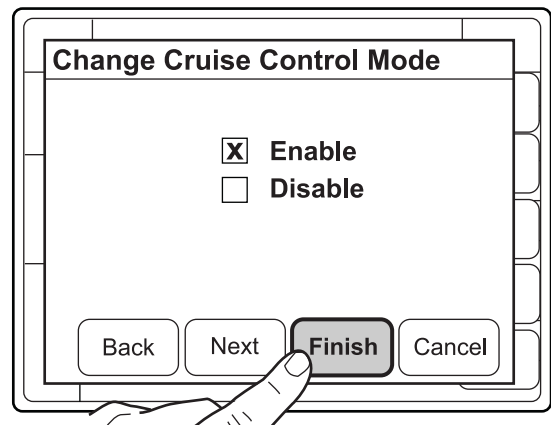 Change Cruise Control Mode
X Enable
Disable
Back Next Finish Cancel